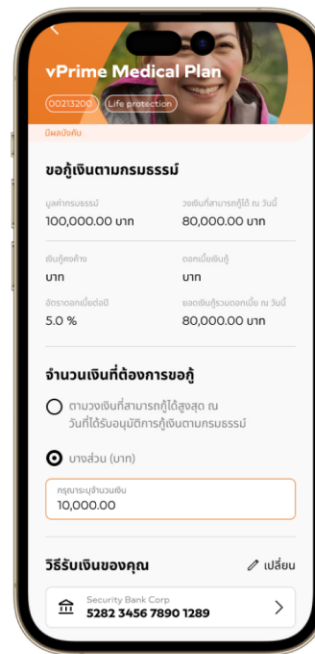 vPrime Medical Plan
00213200 Life protection
มีผลบังคับ
ขอกู้เงินตามกรมธรรม์
มูลค่ากรมธรรม์ วงเงินที่สามารถกู้ได้ ณ วันนี้
100,000.00 บาท 80,000.00 บาท
เงินกู้คงค้าง ดอกเบี้ยเงินกู้
บาท บาท
อัตราดอกเบี้ยต่อปี ยอดเงินกู้รวมดอกเบี้ย ณ วันนี้
5.0 % 80,000.00 บาท
จำนวนเงินที่ต้องการขอกู้
ตามวงเงินที่สามารถกู้ได้สูงสุด ณ
วันที่ได้รับอนุมัติการกู้เงินตามกรมธรรม์
บางส่วน (บาท)
กรุณาระบุจำนวนเงิน
10,000.00
วิธีรับเงินของคุณ เปลี่ยน
Security Bank Corp
5282 3456 7890 1289